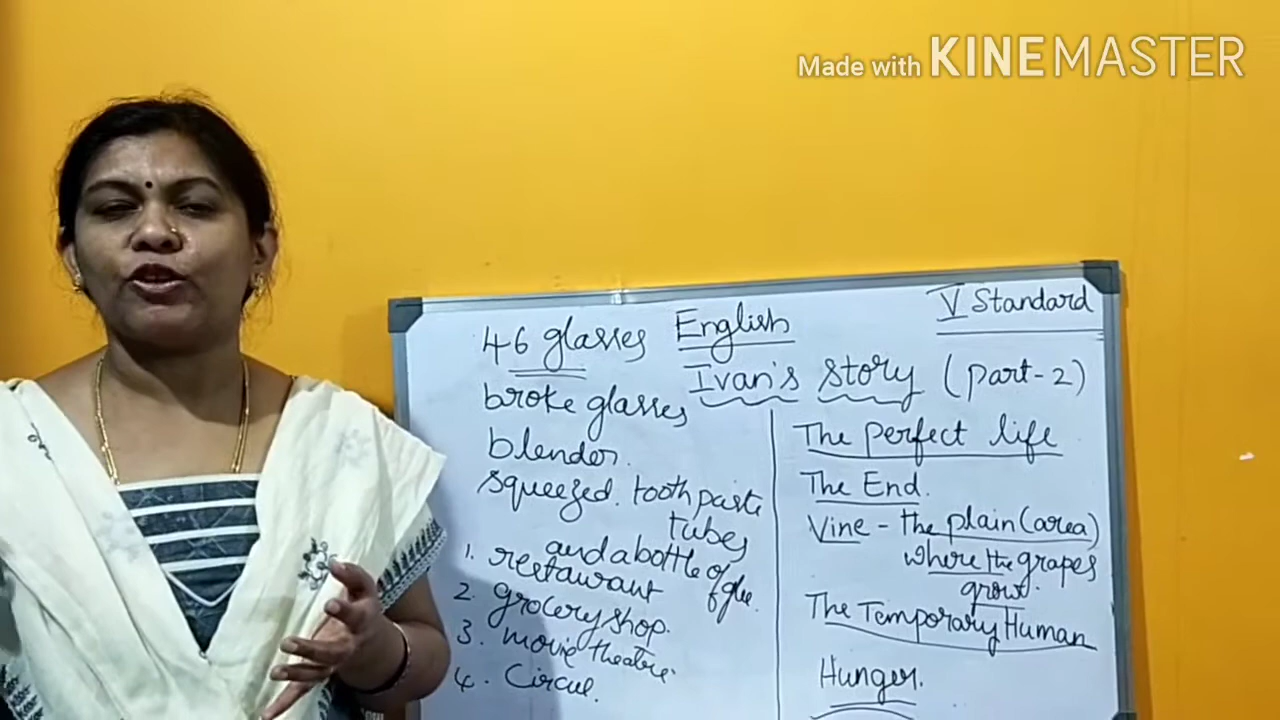 Made with KINEMASTER
V Standard
English
Ivan's story (part-2)
46 glasses
broke glasses
blender.
squeezed. tooth paste
tubes
and a bottle of
glue.
1. restaurant
2. grocery shop.
3. movie theatre.
4. Circus.
The perfect life
The End.
Vine - the plain (area)
where the grapes
grow.
The Temporary Human
Hunger.